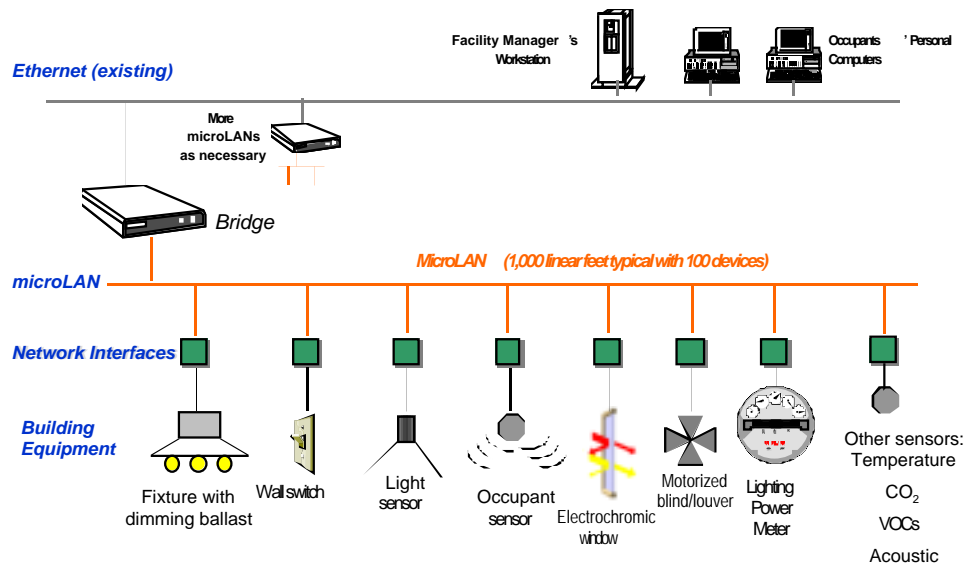 Facility Manager ’s
Workstation
Occupants ’ Personal
Computers
Ethernet (existing)
More
microLANs
as necessary
Bridge
MicroLAN (1,000 linear feet typical with 100 devices)
microLAN
Network Interfaces
Building
Equipment
Fixture with
dimming ballast
Wall switch
Light
sensor
Occupant
sensor
Electrochromic
window
Motorized
blind/louver
Lighting
Power
Meter
Other sensors:
Temperature
CO2
VOCs
Acoustic